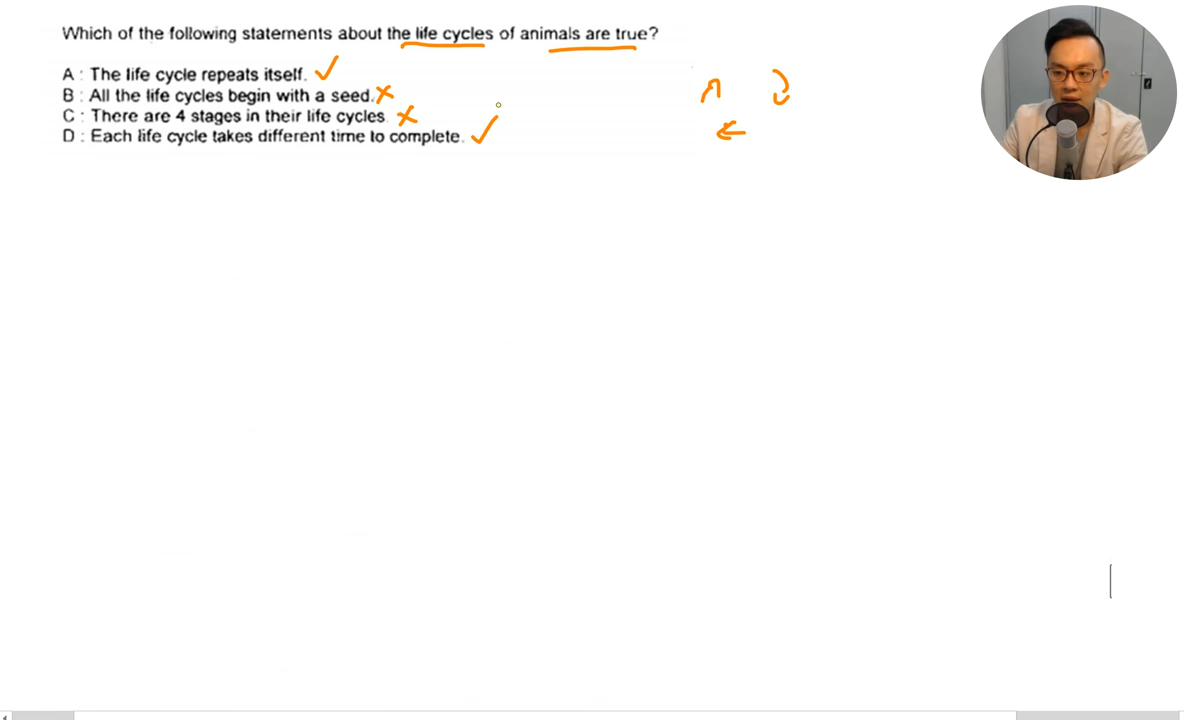 Which of the following statements about the life cycles of animals are true?
A : The life cycle repeats itself.
B : All the life cycles begin with a seed.
C : There are 4 stages in their life cycles.
D : Each life cycle takes different time to complete.